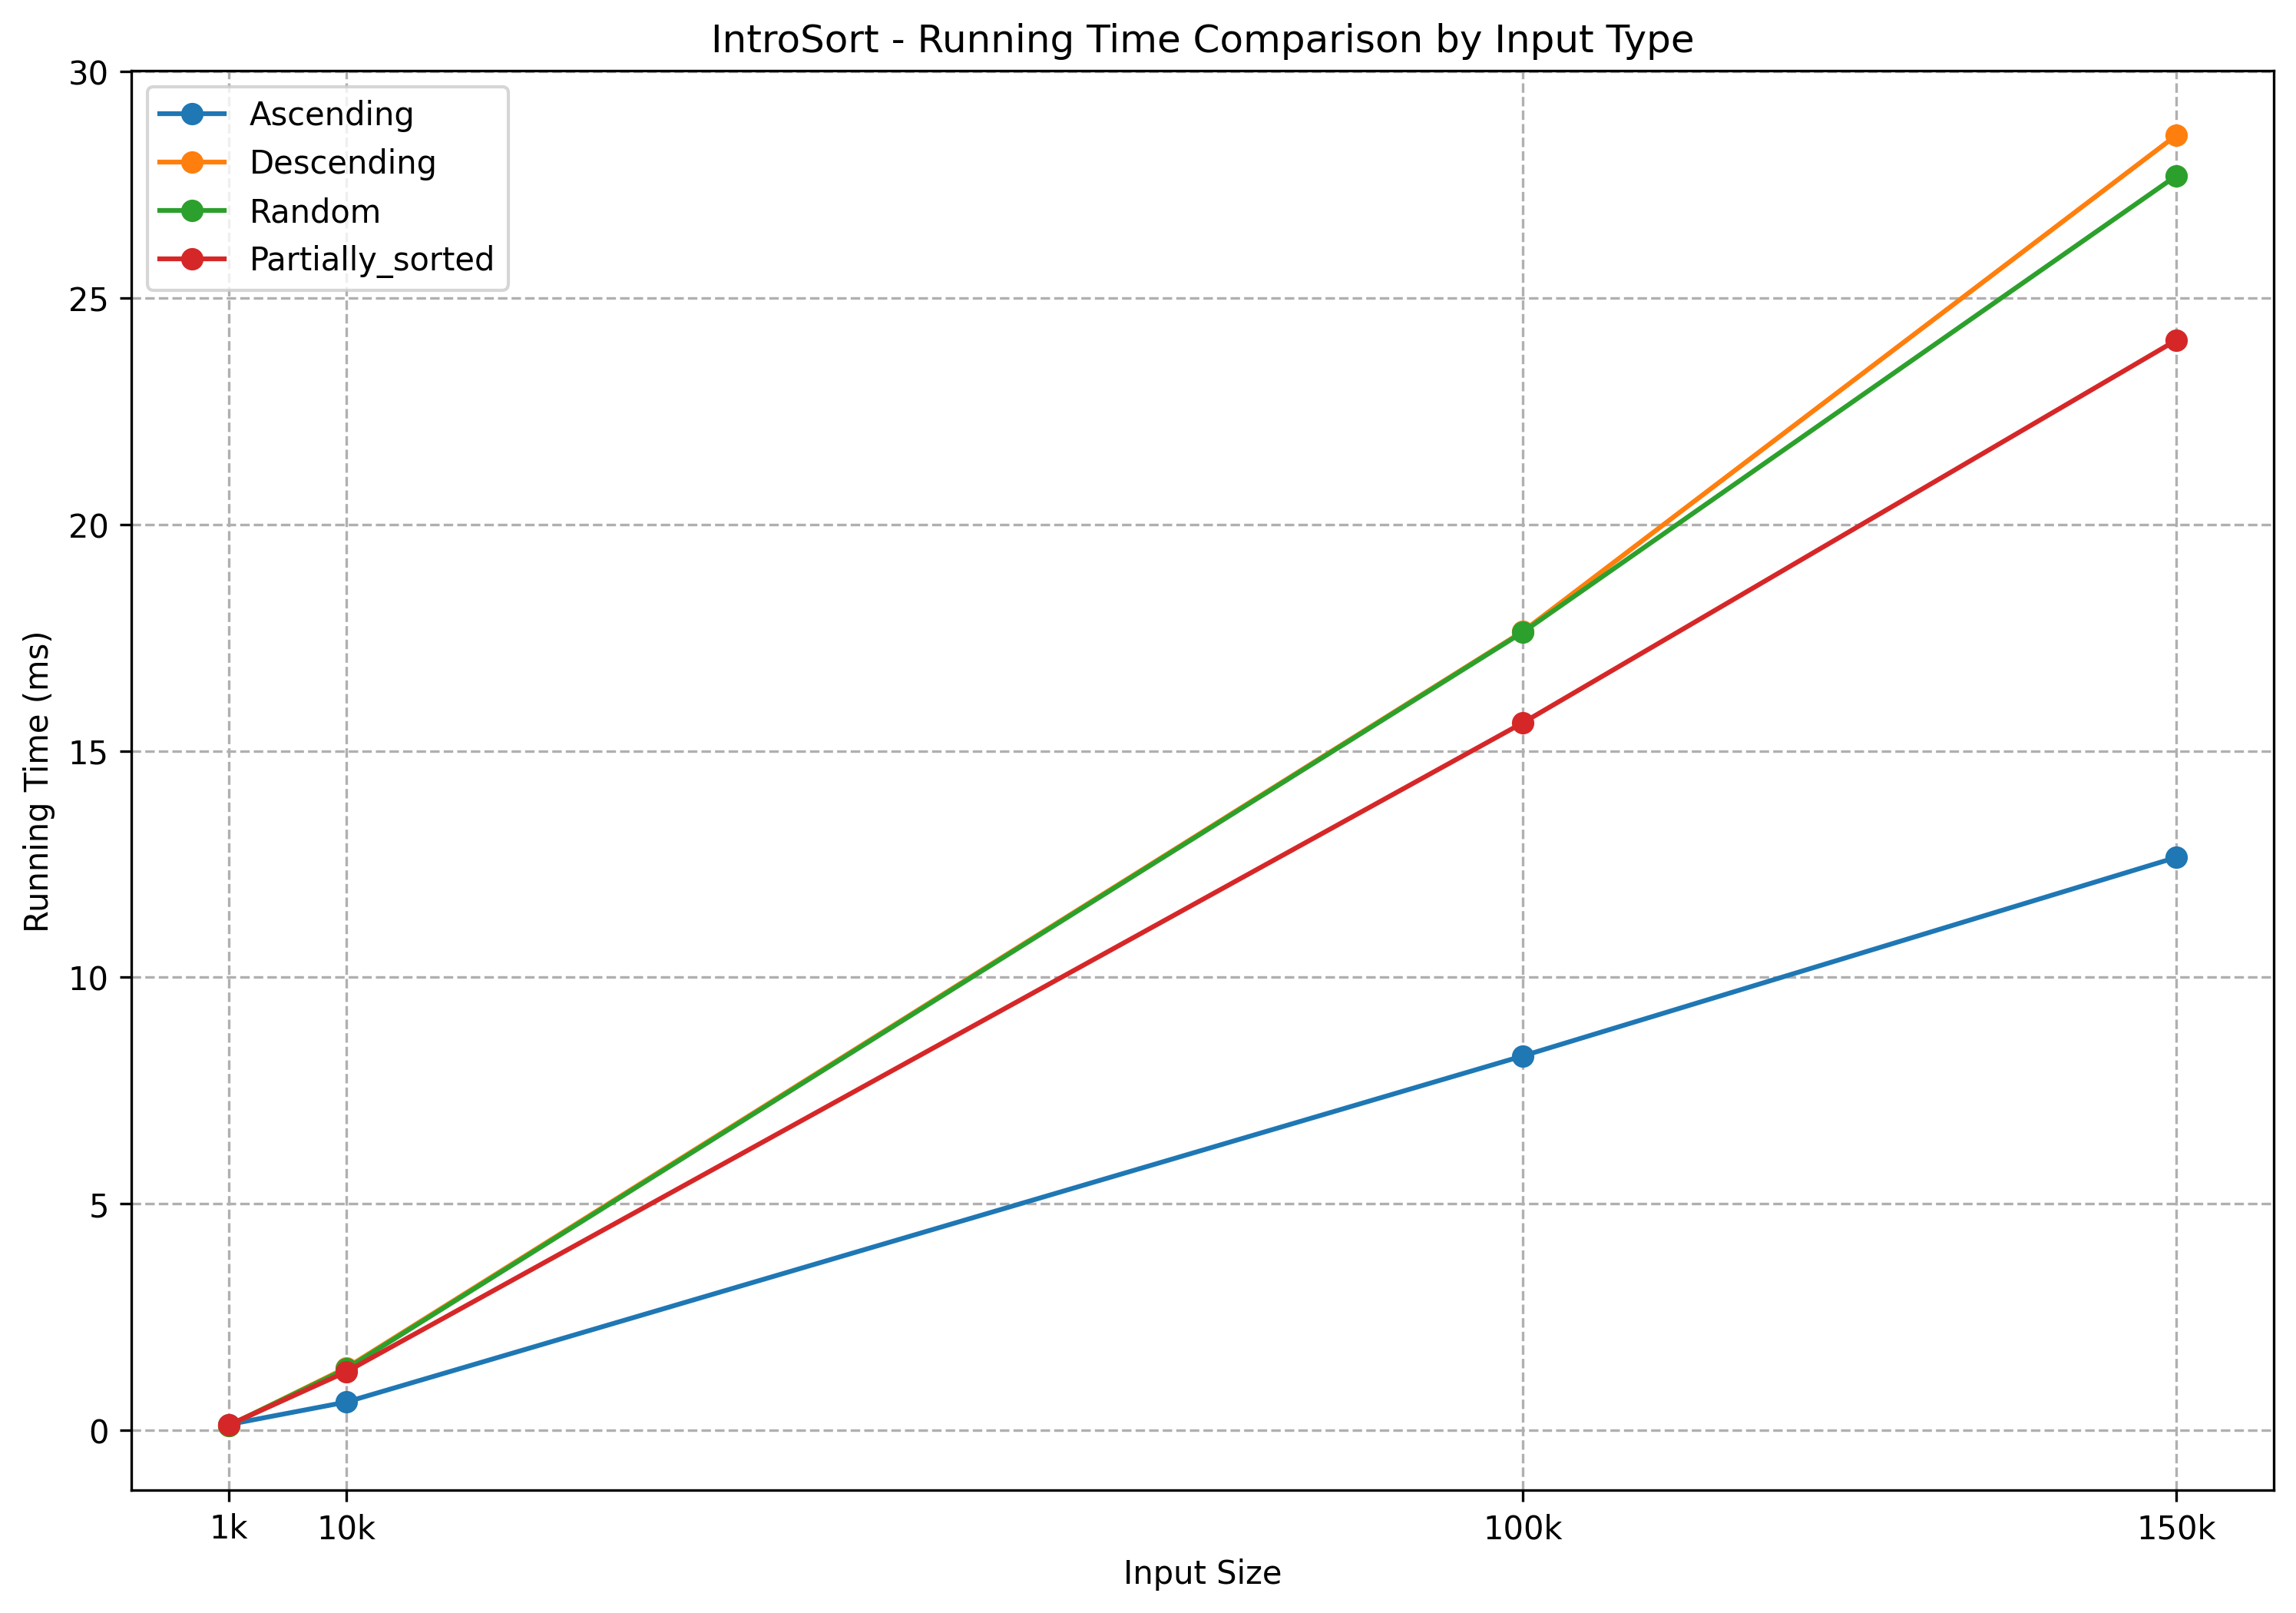 IntroSort - Running Time Comparison by Input Type
30
25
20
15
10
5
0
Running Time (ms)
Ascending
Descending
Random
Partially_sorted
1k
10k
100k
150k
Input Size